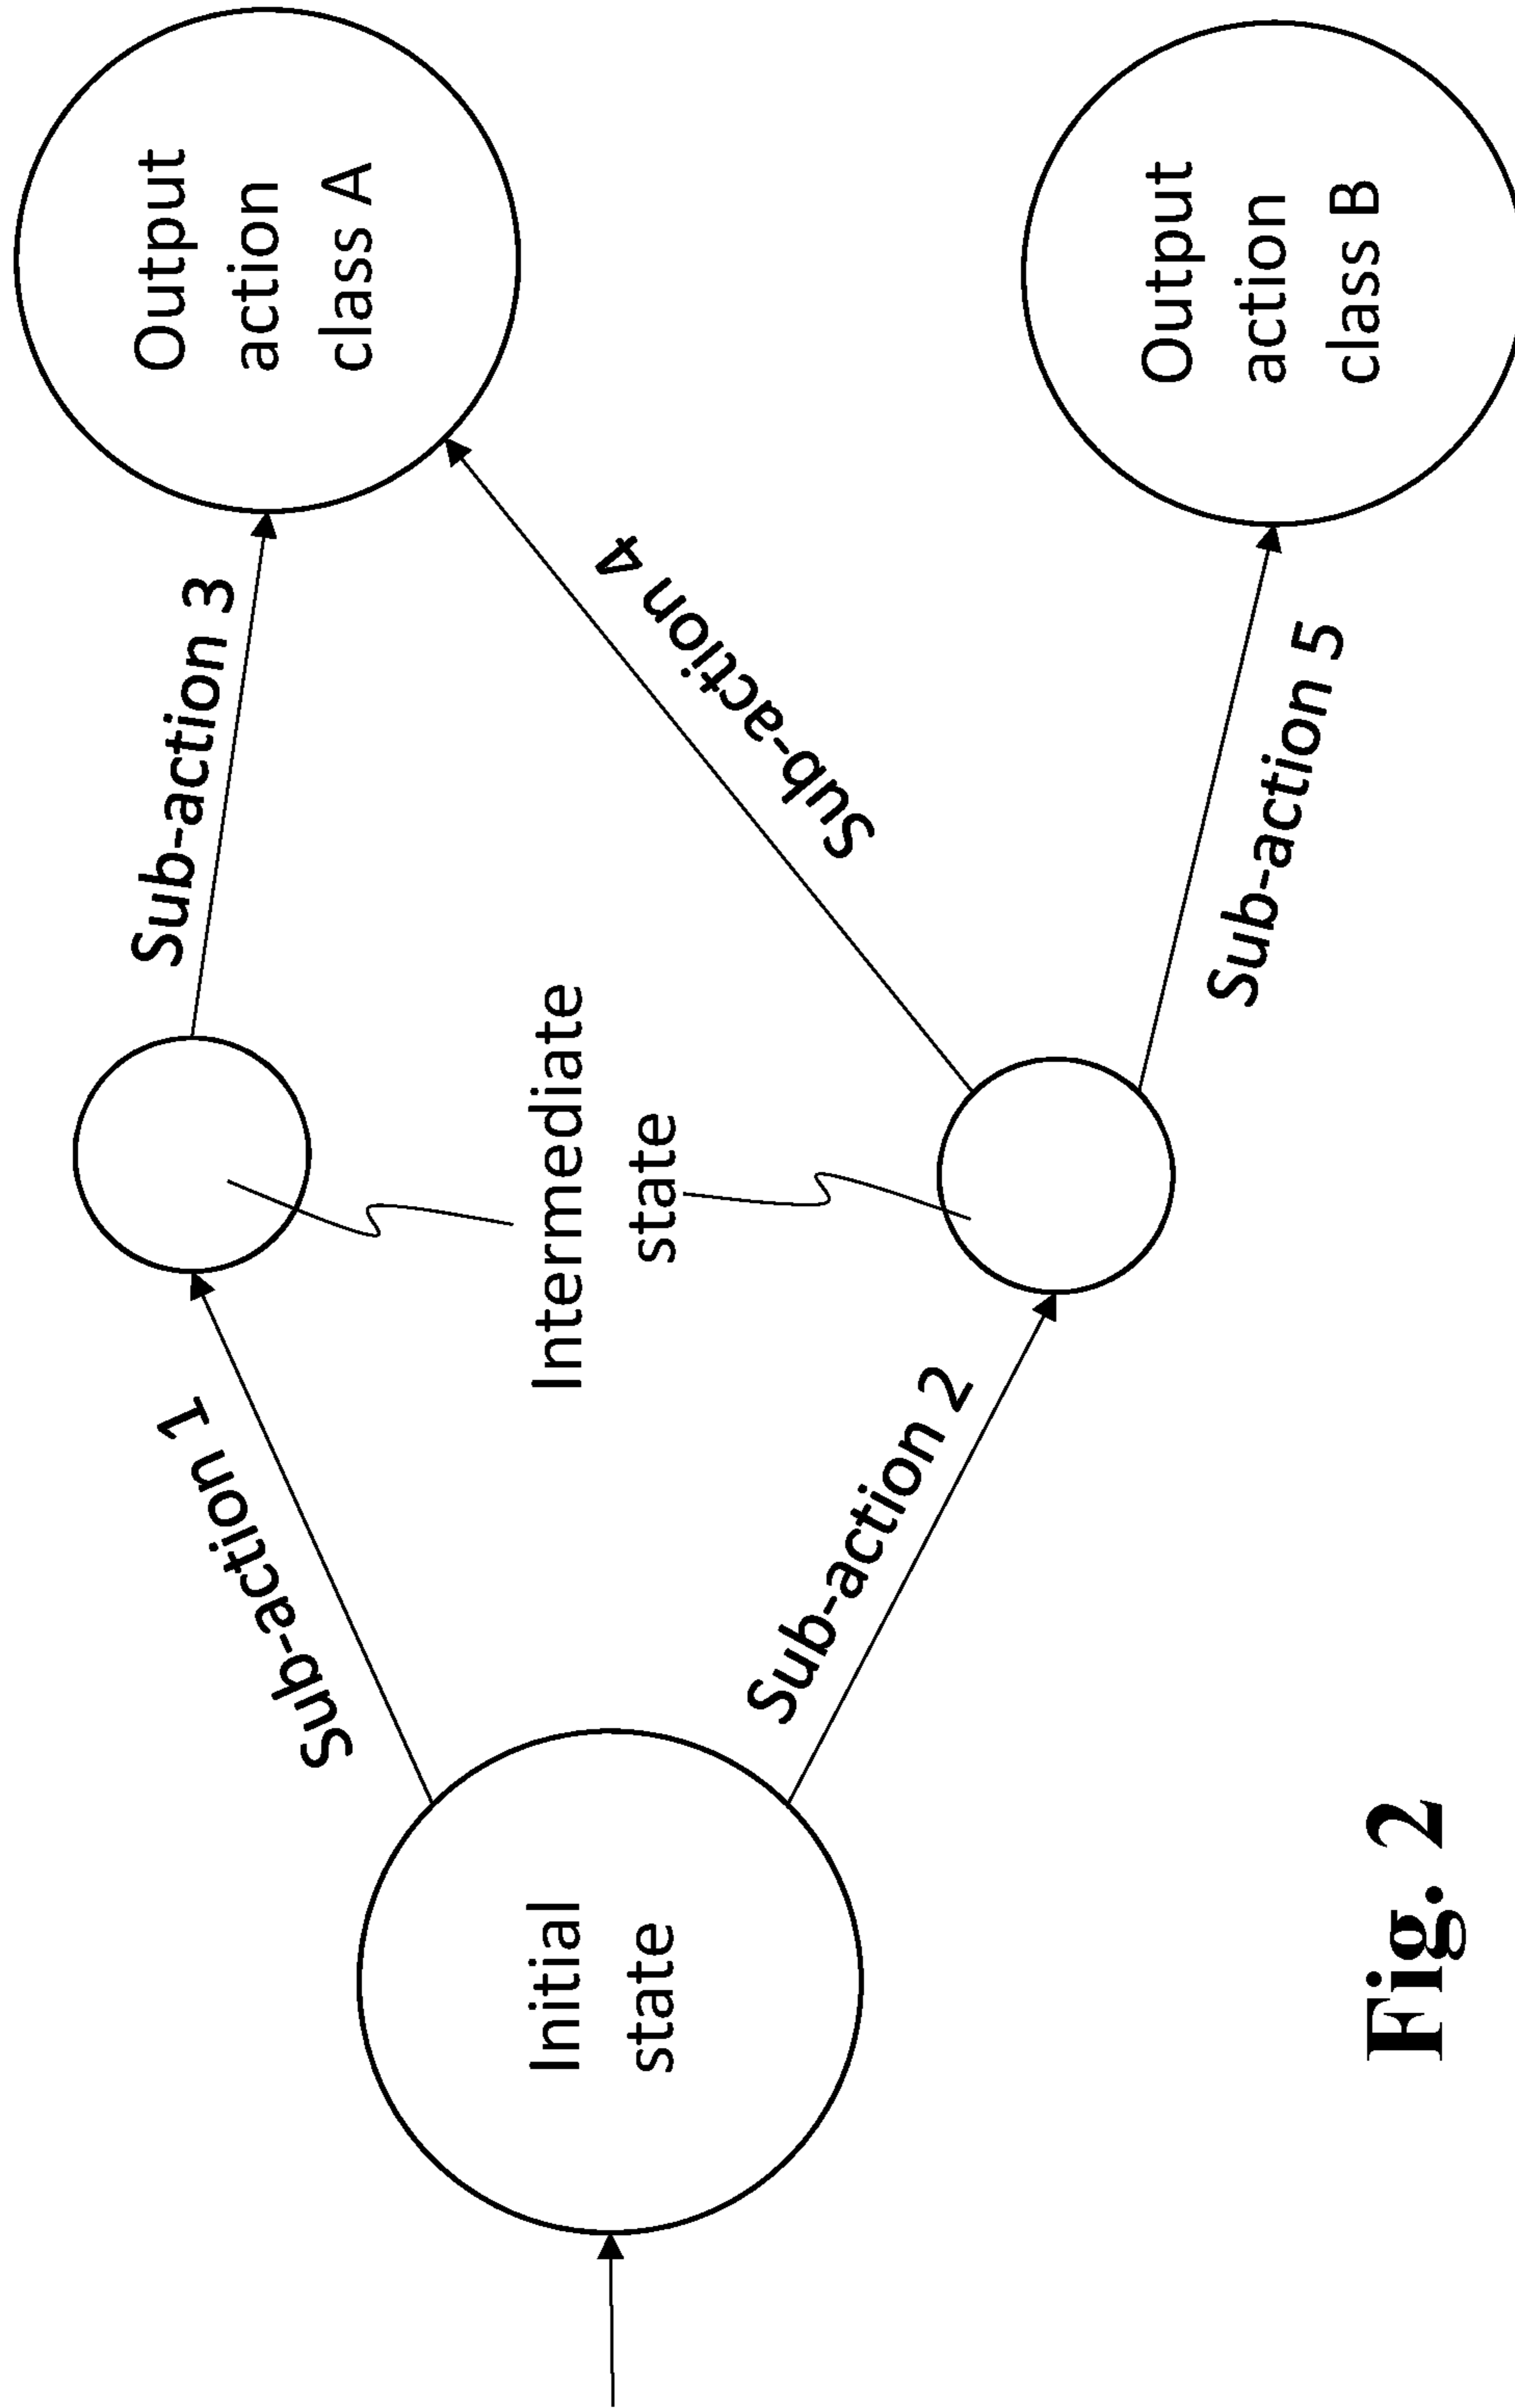 Initial
state
Sub-action 1
Sub-action 2
Intermediate
state
Sub-action 3
Sub-action 4
Sub-action 5
Output
action
class A
Output
action
class B
Fig. 2